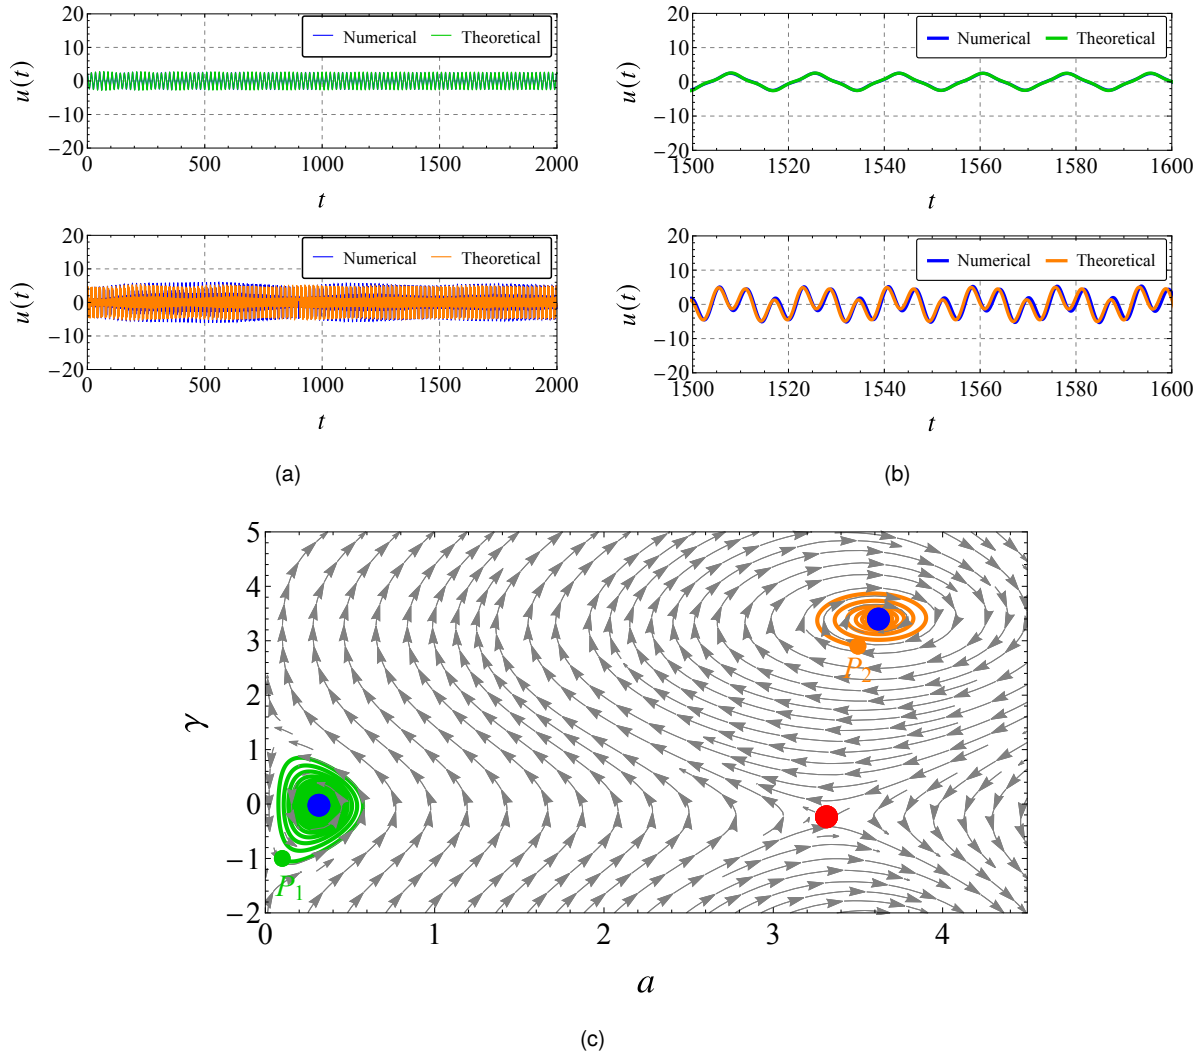 20
10
0
−10
−20
u(t)
Numerical
Theoretical
0
500
1000
1500
2000
t
20
10
0
−10
−20
u(t)
Numerical
Theoretical
1500
1520
1540
1560
1580
1600
t
20
10
0
−10
−20
u(t)
Numerical
Theoretical
0
500
1000
1500
2000
t
20
10
0
−10
−20
u(t)
Numerical
Theoretical
1500
1520
1540
1560
1580
1600
t
(a)
(b)
5
4
3
2
1
0
−1
−2
γ
P2
P1
0
1
2
3
4
a
(c)